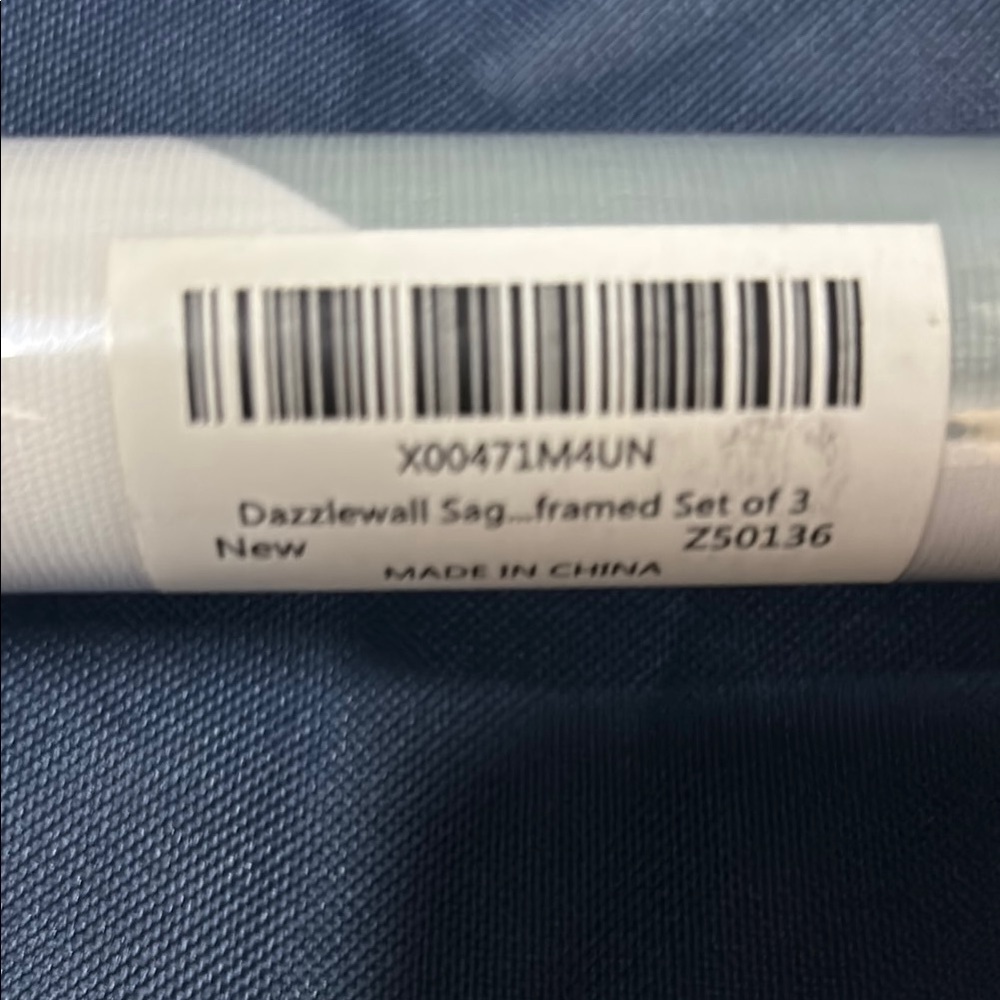 X00471M4UN
Dazzlewall Sag...framed Set of 3
New Z50136
MADE IN CHINA